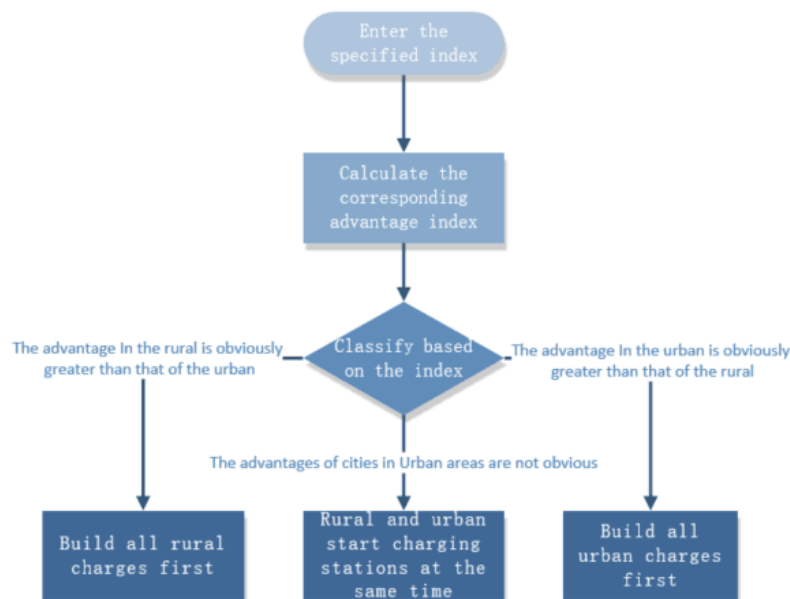 Enter the
specified index
Calculate the
corresponding
advantage index
Classify based
on the index
The advantage In the rural is obviously
greater than that of the urban
The advantage In the urban is obviously
greater than that of the rural
The advantages of cities in Urban areas are not obvious
Build all rural
charges first
Rural and urban
start charging
stations at the
same time
Build all
urban charges
first